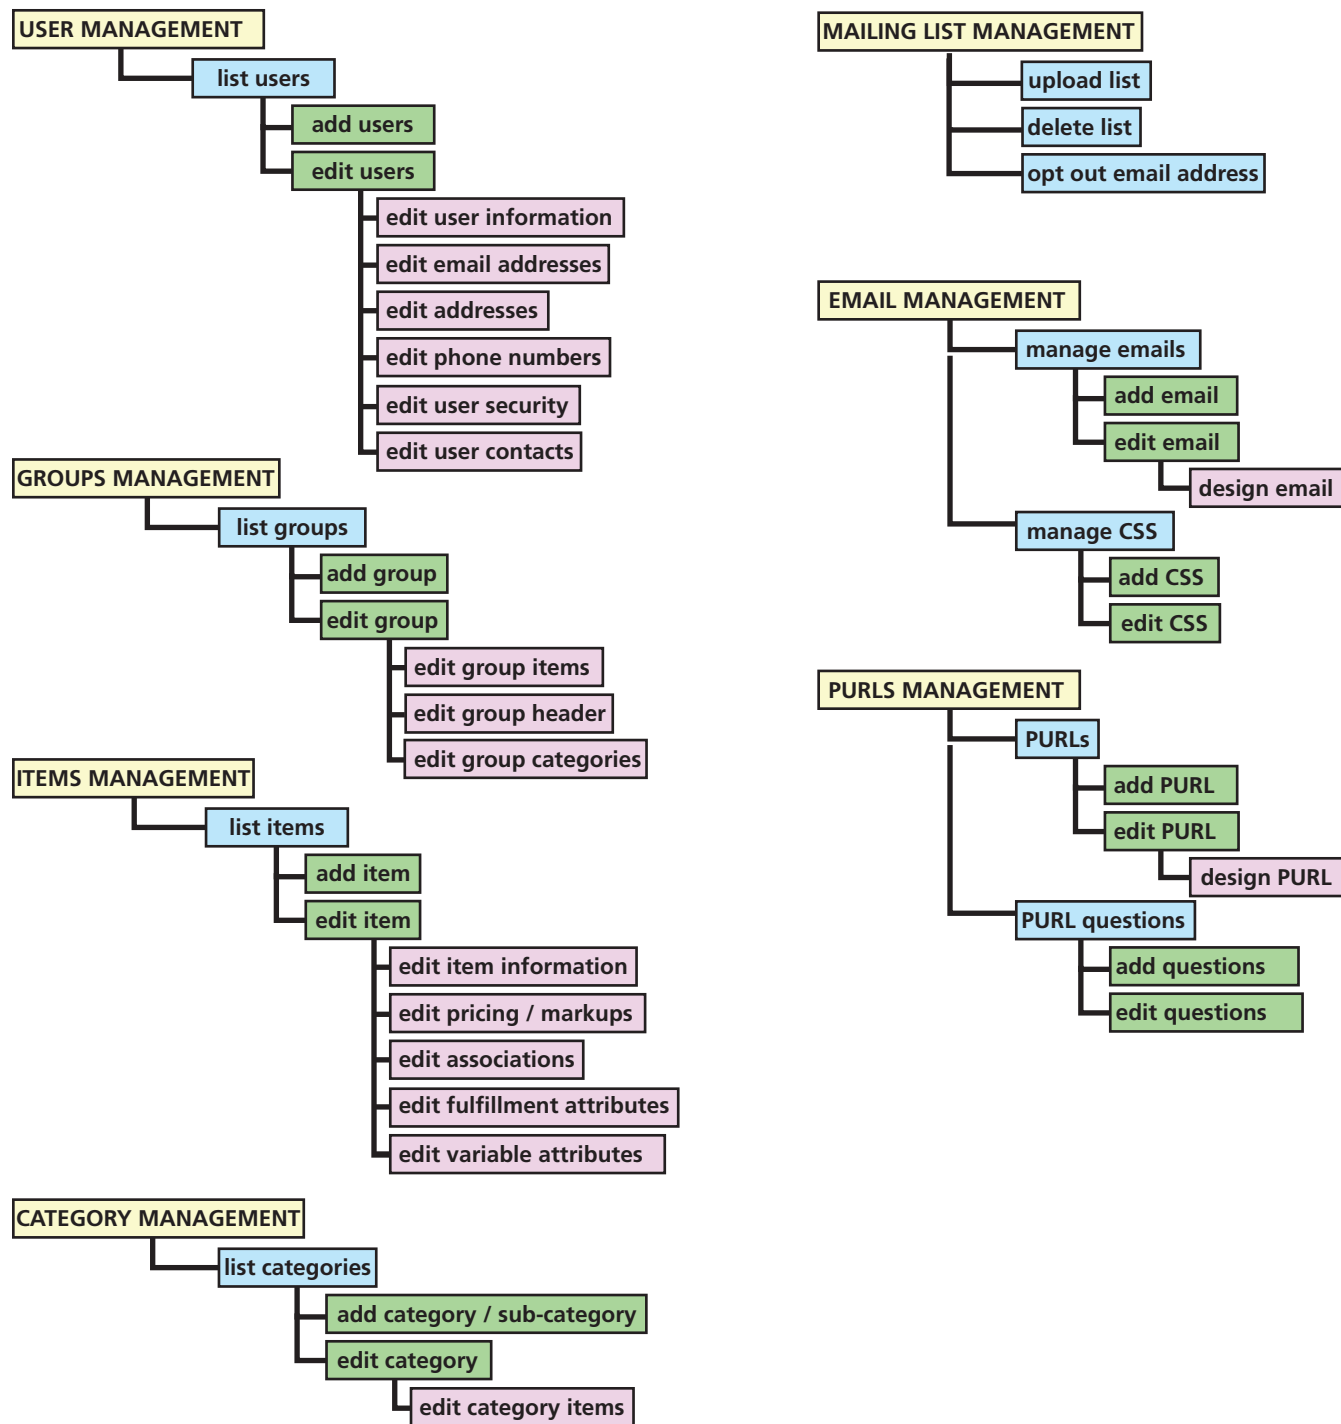 USER MANAGEMENT
list users
add users
edit users
edit user information
edit email addresses
edit addresses
edit phone numbers
edit user security
edit user contacts
GROUPS MANAGEMENT
list groups
add group
edit group
edit group items
edit group header
edit group categories
ITEMS MANAGEMENT
list items
add item
edit item
edit item information
edit pricing / markups
edit associations
edit fulfillment attributes
edit variable attributes
CATEGORY MANAGEMENT
list categories
add category / sub-category
edit category
edit category items
MAILING LIST MANAGEMENT
upload list
delete list
opt out email address
EMAIL MANAGEMENT
manage emails
add email
edit email
design email
manage CSS
add CSS
edit CSS
PURLS MANAGEMENT
PURLs
add PURL
edit PURL
design PURL
PURL questions
add questions
edit questions